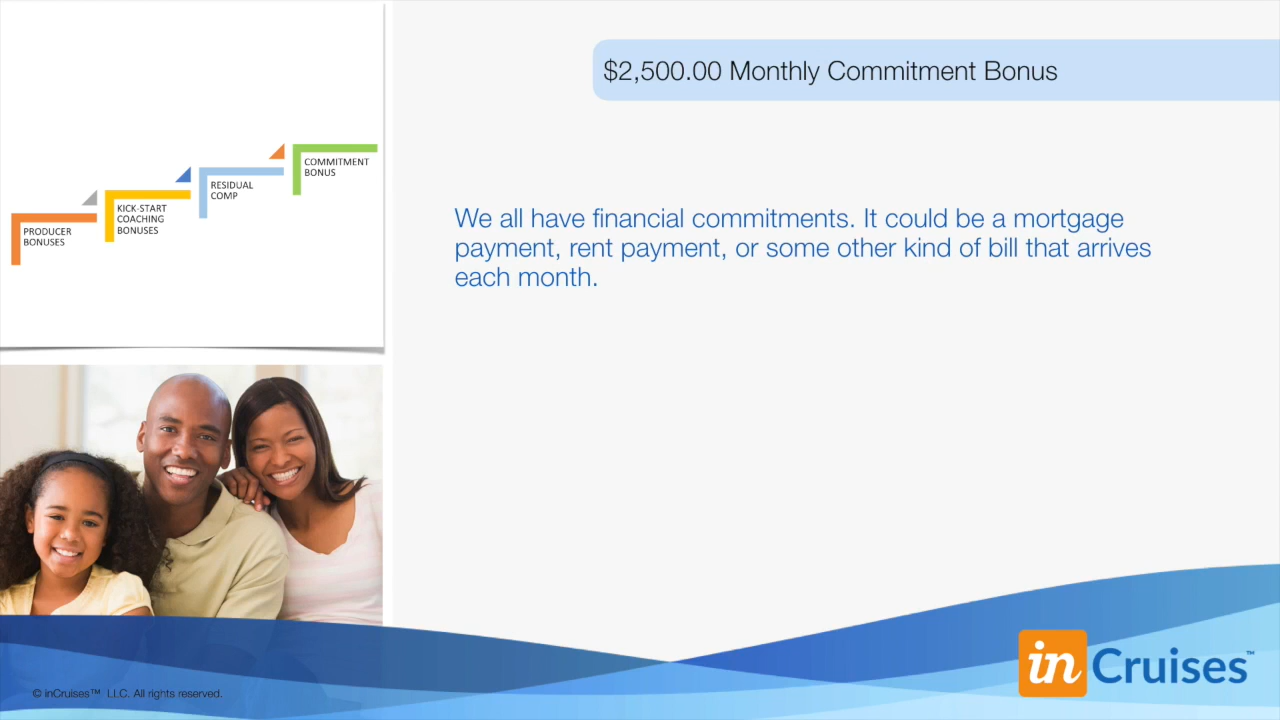 $2,500.00 Monthly Commitment Bonus
COMMITMENT
BONUS
RESIDUAL
COMP
KICK-START
COACHING
BONUSES
PRODUCER
BONUSES
We all have financial commitments. It could be a mortgage
payment, rent payment, or some other kind of bill that arrives
each month.
in Cruises™
© inCruises™ LLC. All rights reserved.